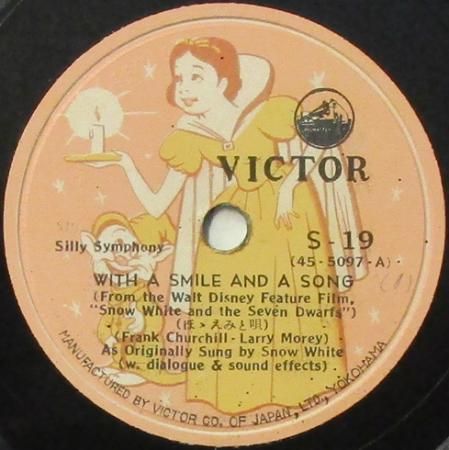 VICTOR
Silly Symphony
S-19
(45-5097-A)
WITH A SMILE AND A SONG
(From the Walt Disney Feature Film,
"Snow White and the Seven Dwarfs")
(ほゝえみと唄)
(Frank Churchill - Larry Morey)
As Originally Sung by Snow White
(w. dialogue & sound effects)
MANUFACTURED BY VICTOR CO. OF JAPAN, LTD., YOKOHAMA